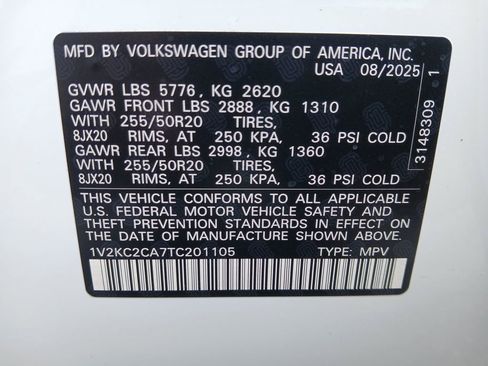 MFD BY VOLKSWAGEN GROUP OF AMERICA, INC.
USA 08/2025
GVWR LBS 5776, KG 2620
GAWR FRONT LBS 2888, KG 1310
WITH 255/50R20 TIRES,
8JX20 RIMS, AT 250 KPA, 36 PSI COLD
GAWR REAR LBS 2998, KG 1360
WITH 255/50R20 TIRES,
8JX20 RIMS, AT 250 KPA, 36 PSI COLD
THIS VEHICLE CONFORMS TO ALL APPLICABLE
U.S. FEDERAL MOTOR VEHICLE SAFETY AND
THEFT PREVENTION STANDARDS IN EFFECT
ON THE DATE OF MANUFACTURE SHOWN ABOVE.
1V2KC2CA7TC201105 TYPE: MPV
3148309 1